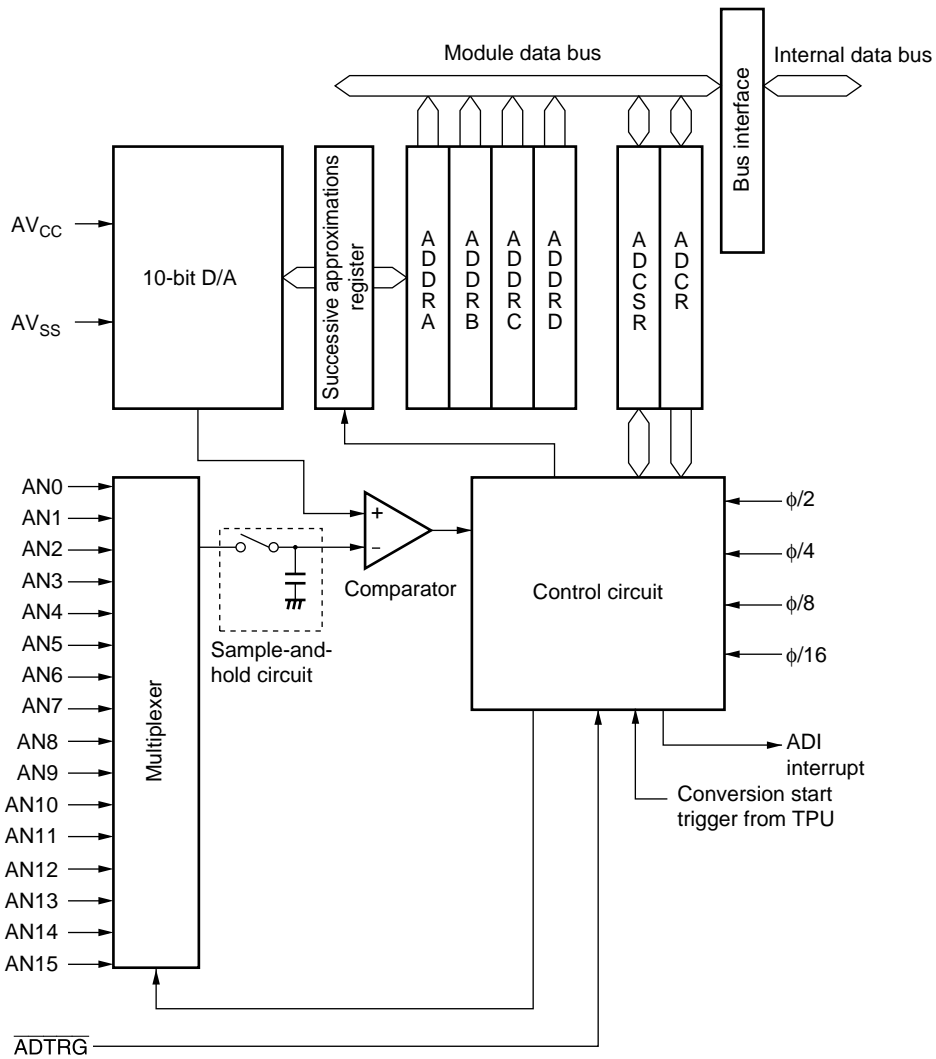 Module data bus
Internal data bus
Bus interface
AVCC
AVSS
10-bit D/A
Successive approximations
register
ADDRA
ADDRB
ADDRC
ADDRD
ADCSR
ADCR
AN0
AN1
AN2
AN3
AN4
AN5
AN6
AN7
AN8
AN9
AN10
AN11
AN12
AN13
AN14
AN15
Multiplexer
+
−
Comparator
Sample-and-
hold circuit
Control circuit
ϕ/2
ϕ/4
ϕ/8
ϕ/16
ADI
interrupt
Conversion start
trigger from TPU
ADTRG